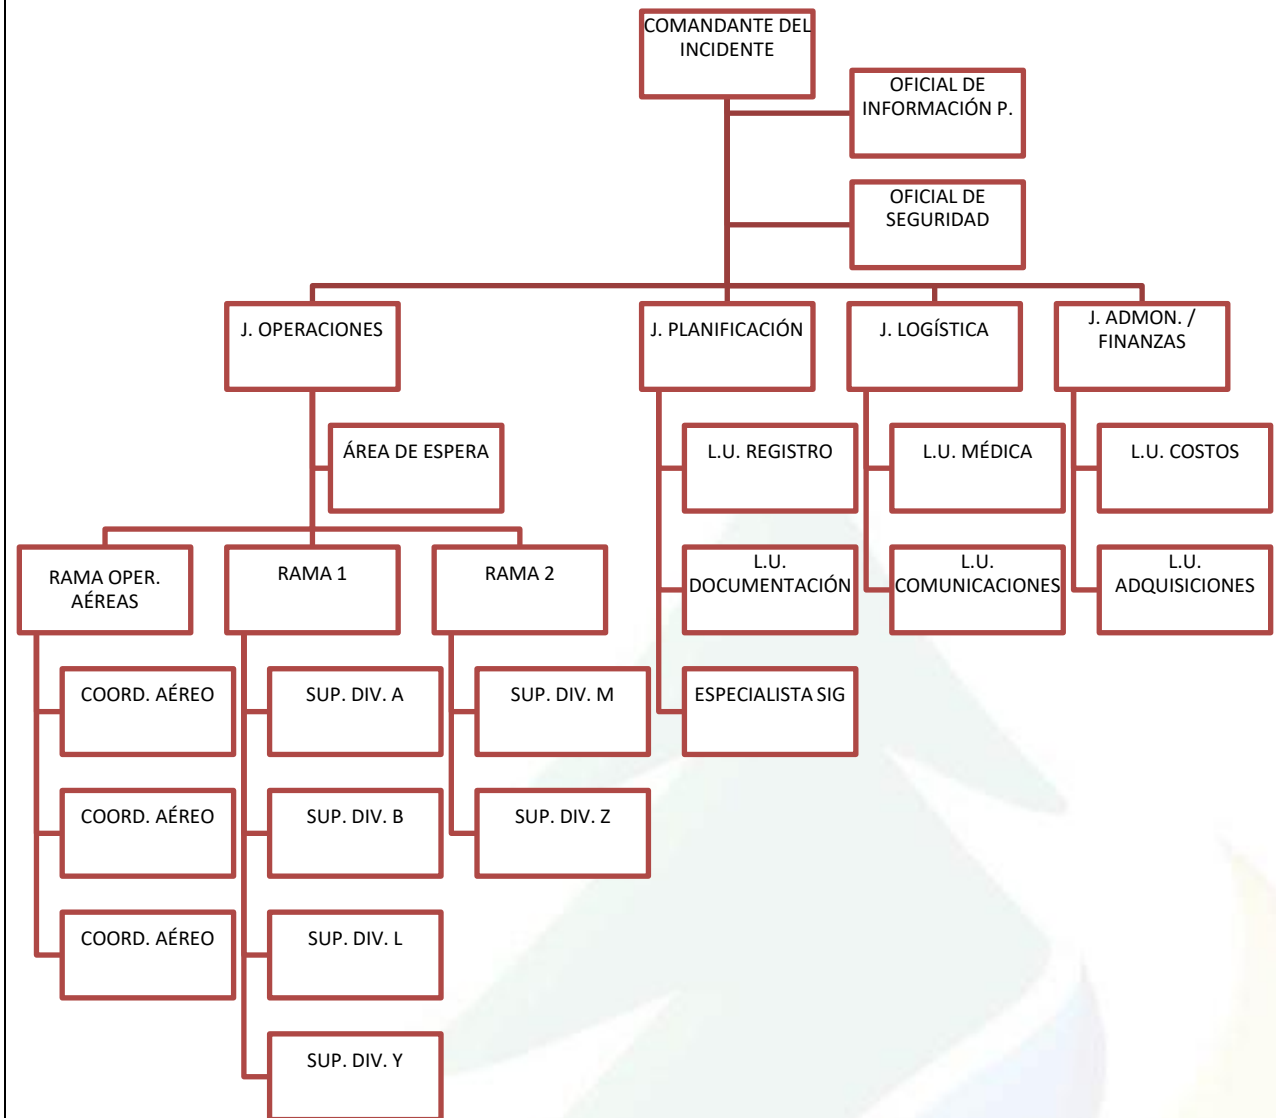 COMANDANTE DEL
INCIDENTE
OFICIAL DE
INFORMACIÓN P.
OFICIAL DE
SEGURIDAD
J. OPERACIONES
J. PLANIFICACIÓN
J. LOGÍSTICA
J. ADMON. /
FINANZAS
ÁREA DE ESPERA
L.U. REGISTRO
L.U. MÉDICA
L.U. COSTOS
RAMA OPER.
AÉREAS
RAMA 1
RAMA 2
L.U.
DOCUMENTACIÓN
L.U.
COMUNICACIONES
L.U.
ADQUISICIONES
COORD. AÉREO
SUP. DIV. A
SUP. DIV. M
ESPECIALISTA SIG
COORD. AÉREO
SUP. DIV. B
SUP. DIV. Z
COORD. AÉREO
SUP. DIV. L
SUP. DIV. Y